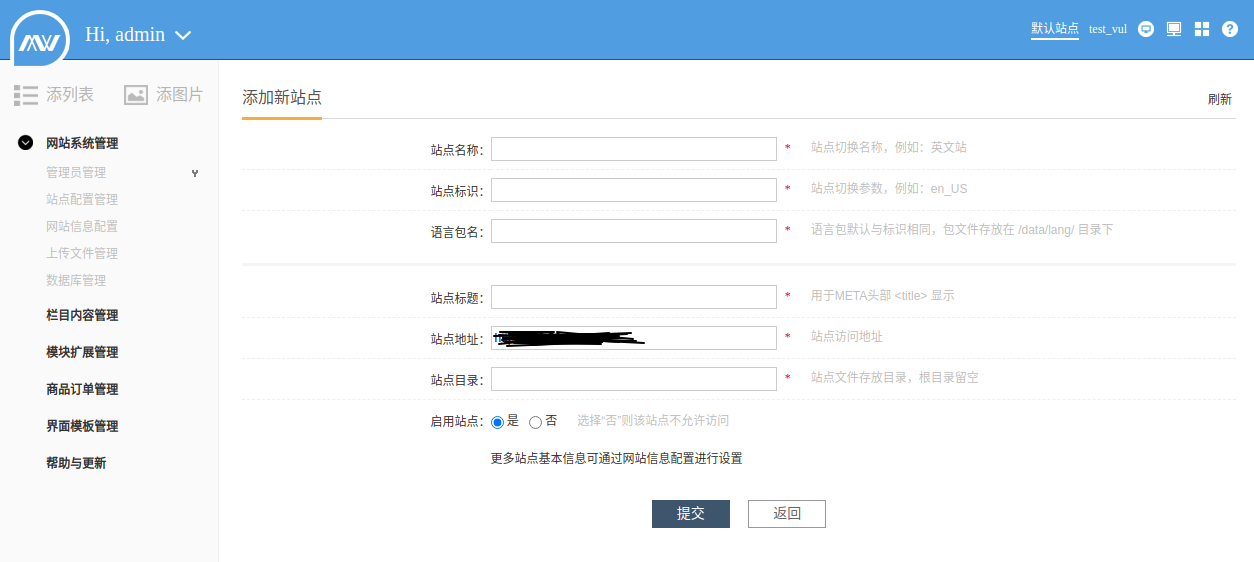 Hi, admin
默认站点 test_vul
添列表 添图片
网站系统管理
管理员管理
站点配置管理
网站信息配置
上传文件管理
数据库管理
栏目内容管理
模块扩展管理
商品订单管理
界面模板管理
帮助与更新
添加新站点 刷新
站点名称: * 站点切换名称，例如：英文站
站点标识: * 站点切换参数，例如：en_US
语言包名: * 语言包默认与标识相同，包文件存放在 /data/lang/ 目录下
站点标题: * 用于META头部 <title> 显示
站点地址: * 站点访问地址
站点目录: * 站点文件存放目录，根目录留空
启用站点: 是 否 选择“否”则该站点不允许访问
更多站点基本信息可通过网站信息配置进行设置
提交 返回